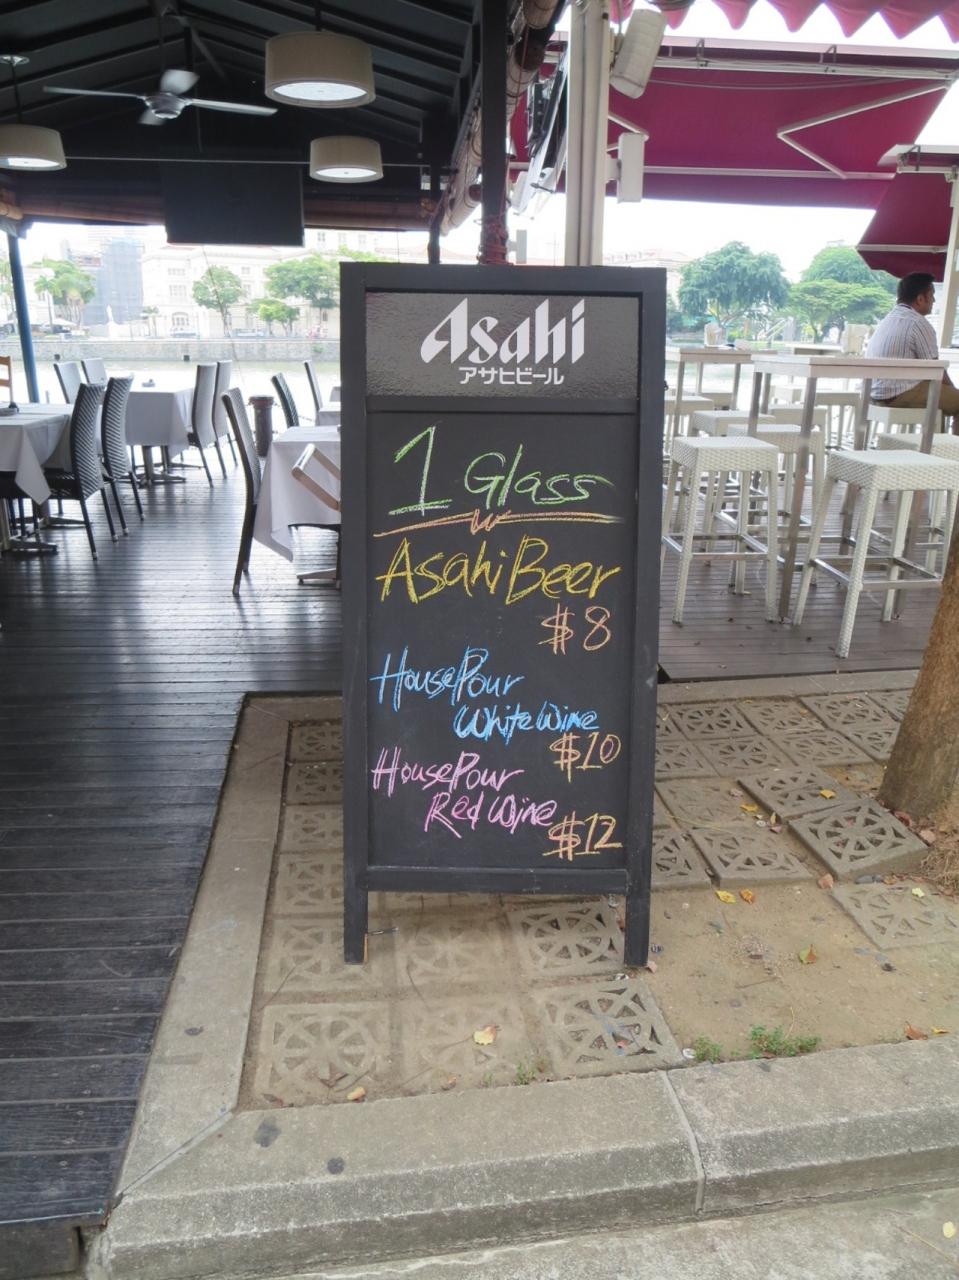 Asahi
アサヒビール
1 Glass
Asahi Beer
$8
House Pour
White Wine
$10
House Pour
Red Wine
$12